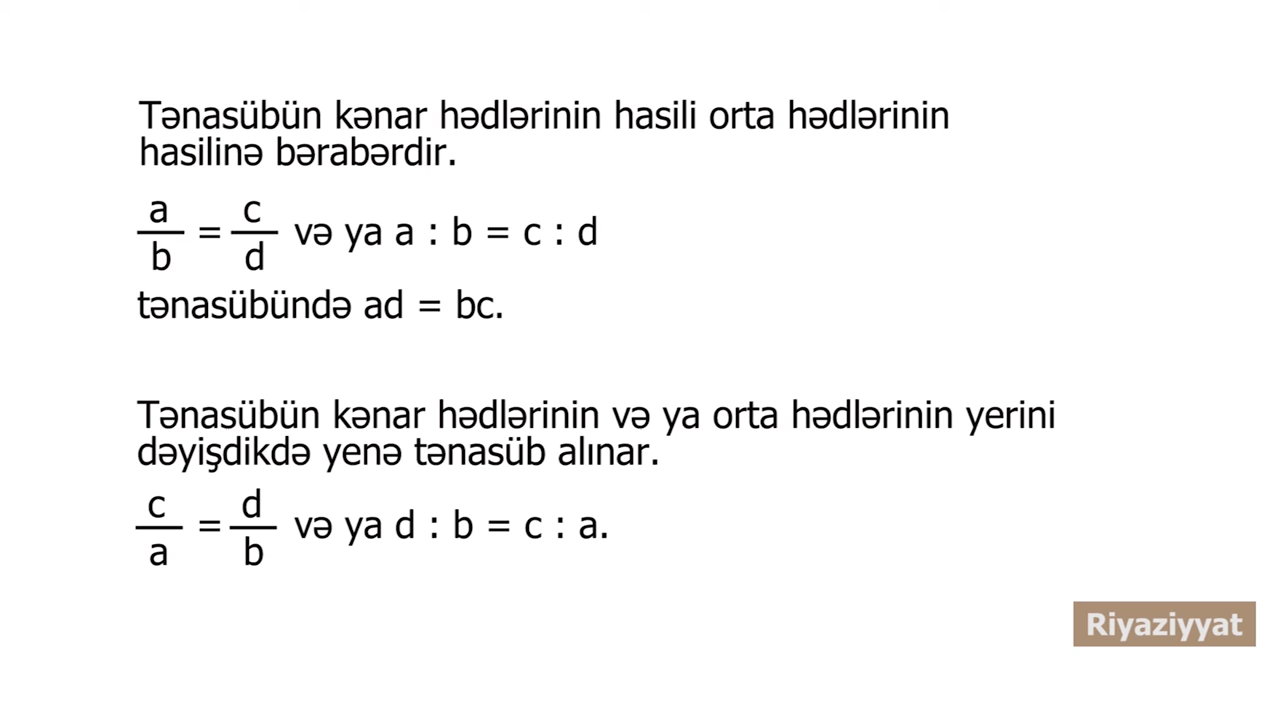 Tənasübün kənar hədlərinin hasili orta hədlərinin
hasilinə bərabərdir.
a/b = c/d və ya a : b = c : d
tənasübündə ad = bc.
Tənasübün kənar hədlərinin və ya orta hədlərinin yerini
dəyişdikdə yenə tənasüb alınar.
c/a = d/b və ya d : b = c : a.
Riyaziyyat